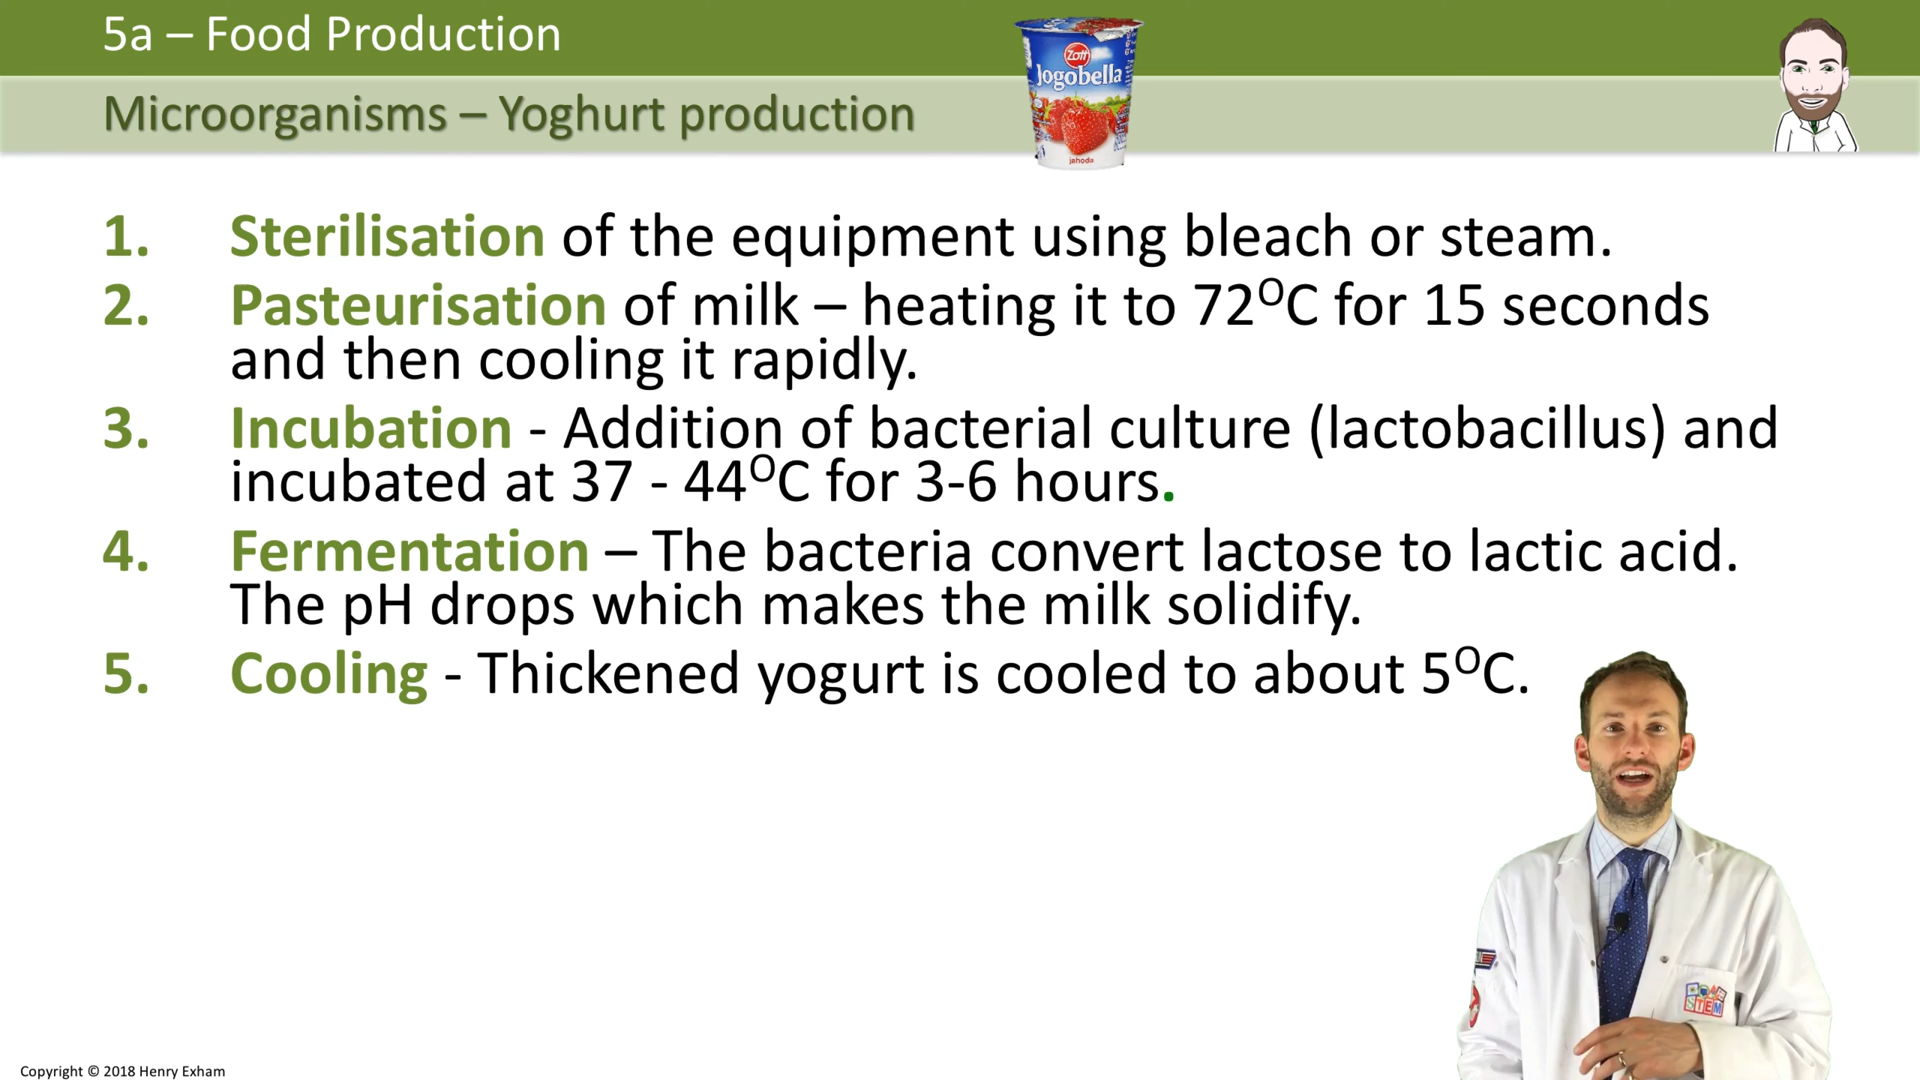 5a – Food Production
Microorganisms – Yoghurt production
Zott
Jogobella
jahoda
1. Sterilisation of the equipment using bleach or steam.
2. Pasteurisation of milk – heating it to 72ᴼC for 15 seconds
and then cooling it rapidly.
3. Incubation - Addition of bacterial culture (lactobacillus) and
incubated at 37 - 44ᴼC for 3-6 hours.
4. Fermentation – The bacteria convert lactose to lactic acid.
The pH drops which makes the milk solidify.
5. Cooling - Thickened yogurt is cooled to about 5ᴼC.
STEM
Copyright © 2018 Henry Exham